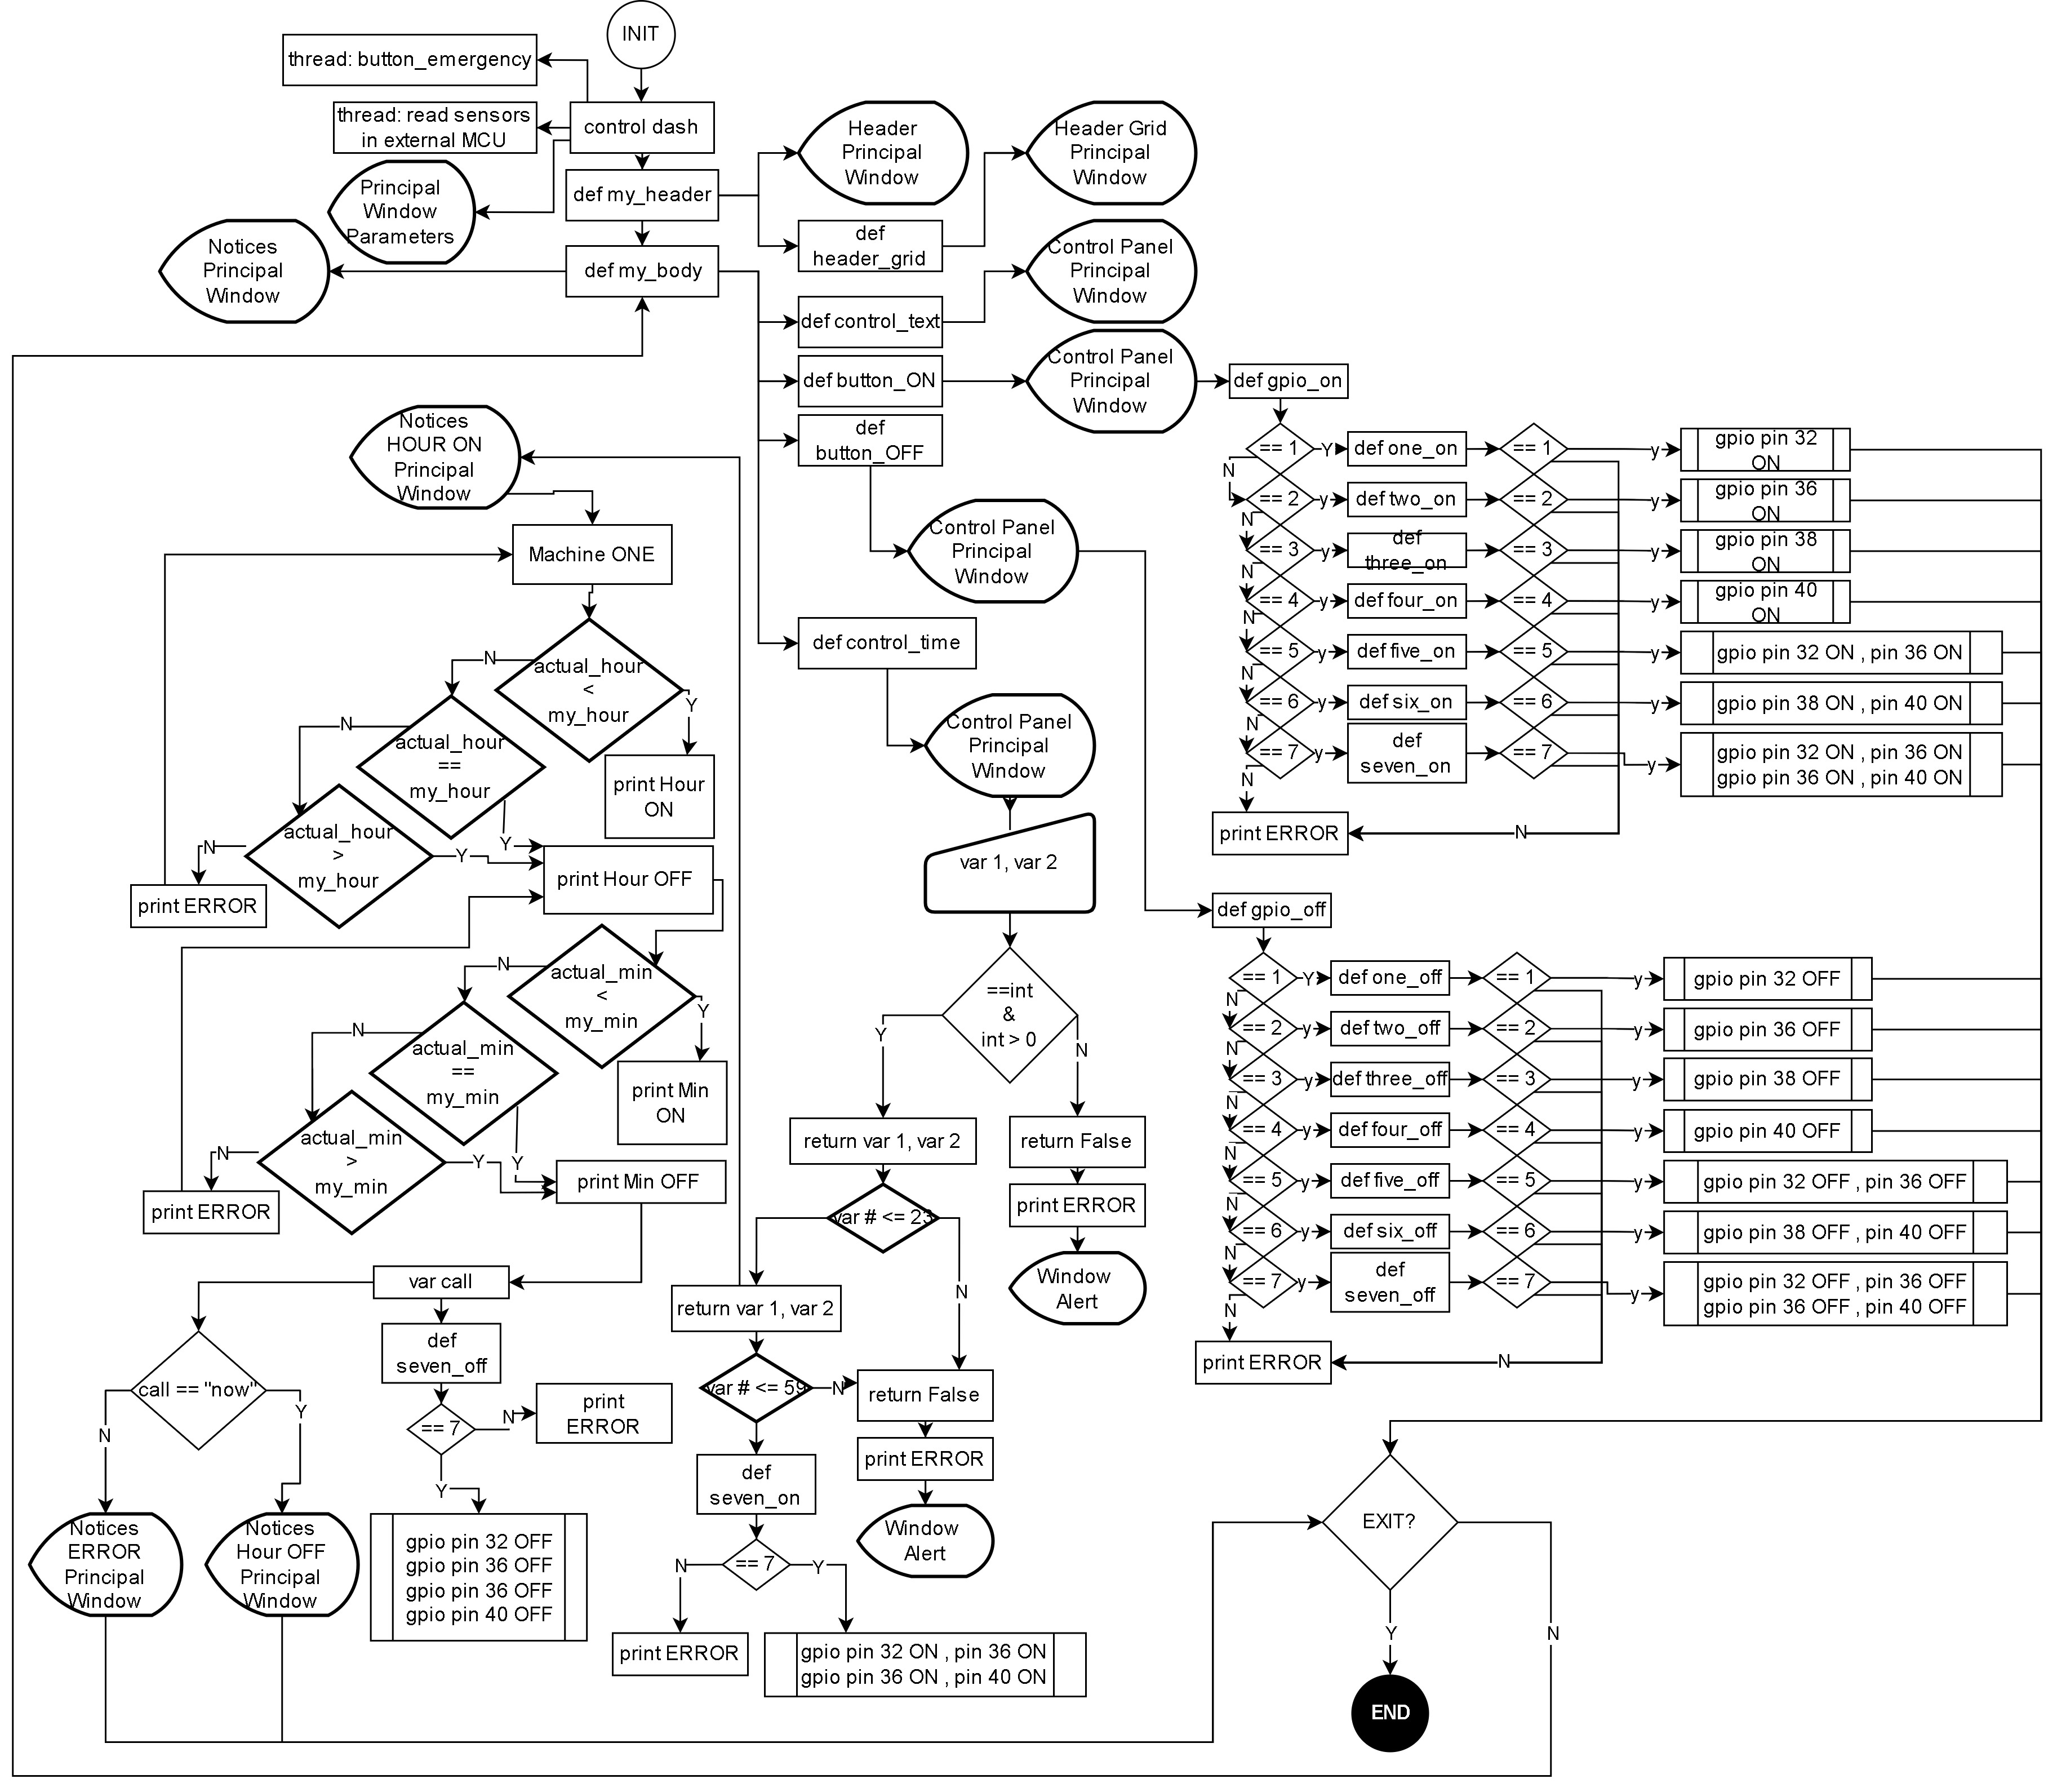 INIT
thread: button_emergency
thread: read sensors
in external MCU
control dash
Principal
Window
Parameters
def my_header
Header
Principal
Window
Header Grid
Principal
Window
def
header_grid
Notices
Principal
Window
def my_body
Control Panel
Principal
Window
def control_text
def button_ON
Control Panel
Principal
Window
def
button_OFF
Control Panel
Principal
Window
def control_time
Control Panel
Principal
Window
var 1, var 2
==int
&
int > 0
Y
N
return var 1, var 2
return False
print ERROR
Window
Alert
var # <= 23
N
return var 1, var 2
var # <= 59
N
return False
print ERROR
Window
Alert
def
seven_on
== 7
N
Y
print ERROR
gpio pin 32 ON , pin 36 ON
gpio pin 36 ON , pin 40 ON
Notices
HOUR ON
Principal
Window
Machine ONE
actual_hour
<
my_hour
N
Y
print Hour
ON
actual_hour
==
my_hour
N
Y
actual_hour
>
my_hour
N
Y
print ERROR
print Hour OFF
actual_min
<
my_min
N
Y
print Min
ON
actual_min
==
my_min
N
Y
actual_min
>
my_min
N
Y
print ERROR
print Min OFF
var call
call == "now"
N
Y
Notices
ERROR
Principal
Window
Notices
Hour OFF
Principal
Window
def
seven_off
== 7
N
print
ERROR
Y
gpio pin 32 OFF
gpio pin 36 OFF
gpio pin 36 OFF
gpio pin 40 OFF
def gpio_on
== 1
Y
def one_on
== 1
y
gpio pin 32
ON
N
== 2
y
def two_on
== 2
y
gpio pin 36
ON
N
== 3
y
def
three_on
== 3
y
gpio pin 38
ON
N
== 4
y
def four_on
== 4
y
gpio pin 40
ON
N
== 5
y
def five_on
== 5
y
gpio pin 32 ON , pin 36 ON
N
== 6
y
def six_on
== 6
y
gpio pin 38 ON , pin 40 ON
N
== 7
y
def
seven_on
== 7
y
gpio pin 32 ON , pin 36 ON
gpio pin 36 ON , pin 40 ON
N
print ERROR
N
def gpio_off
== 1
Y
def one_off
== 1
y
gpio pin 32 OFF
N
== 2
y
def two_off
== 2
y
gpio pin 36 OFF
N
== 3
y
def three_off
== 3
y
gpio pin 38 OFF
N
== 4
y
def four_off
== 4
y
gpio pin 40 OFF
N
== 5
y
def five_off
== 5
y
gpio pin 32 OFF , pin 36 OFF
N
== 6
y
def six_off
== 6
y
gpio pin 38 OFF , pin 40 OFF
N
== 7
y
def
seven_off
== 7
y
gpio pin 32 OFF , pin 36 OFF
gpio pin 36 OFF , pin 40 OFF
N
print ERROR
N
EXIT?
Y
N
END